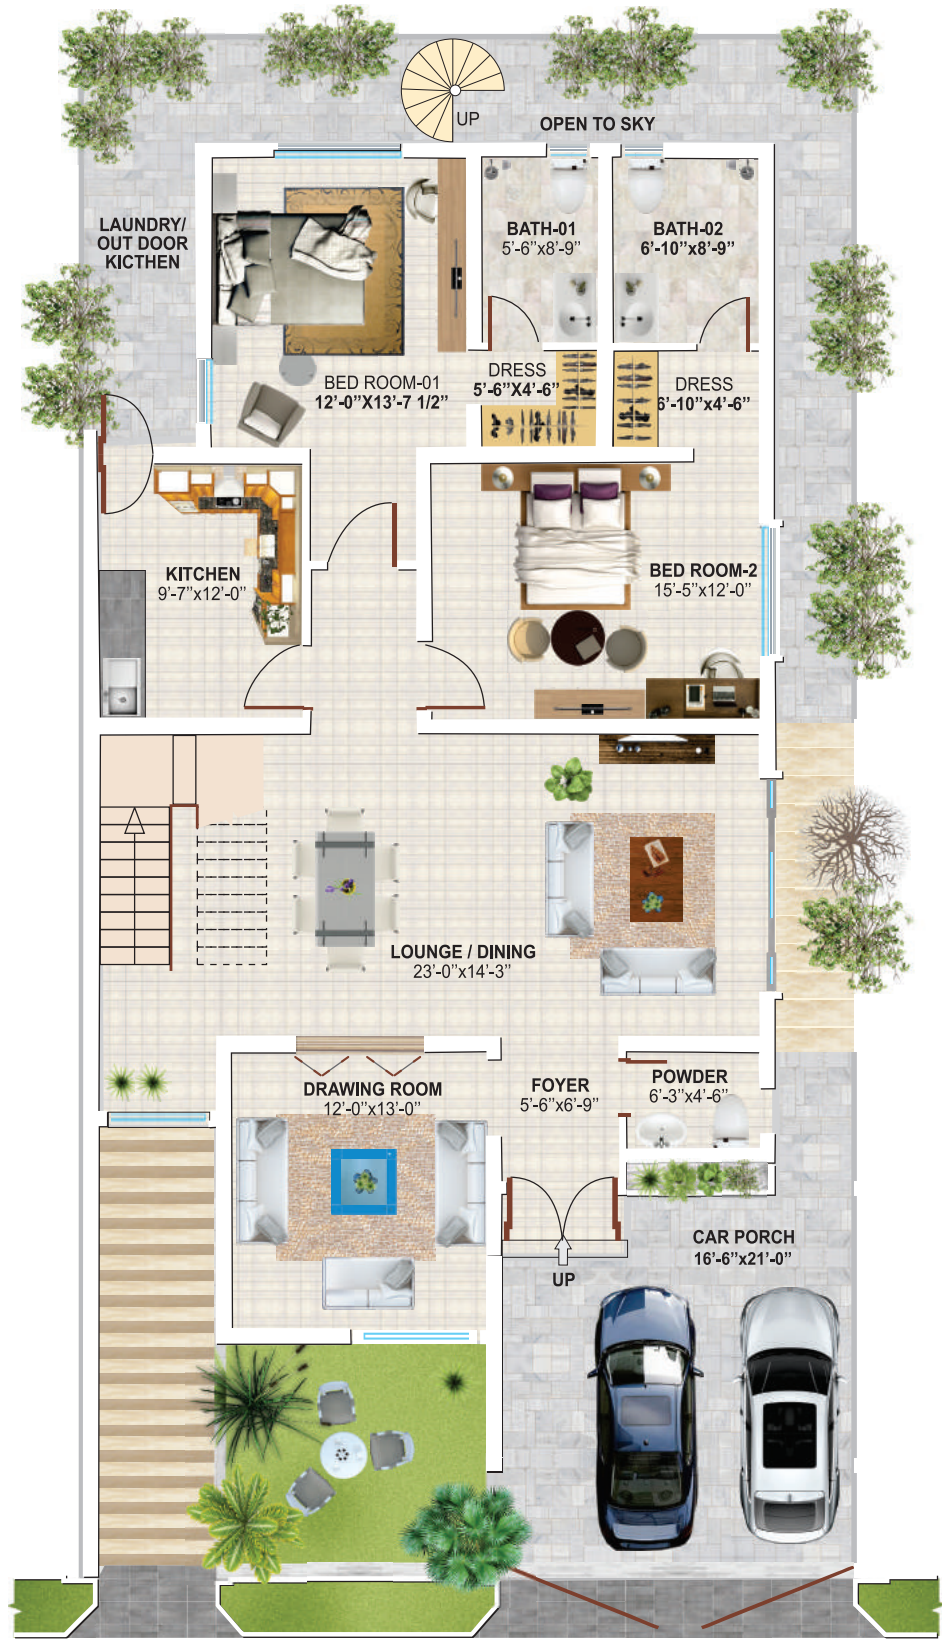 UP
OPEN TO SKY
LAUNDRY/
OUT DOOR
KICTHEN
BATH-01
5'-6”x8'-9”
BATH-02
6'-10”x8'-9”
BED ROOM-01
12'-0”X13'-7 1/2”
DRESS
5'-6”X4'-6”
DRESS
6'-10”x4'-6”
KITCHEN
9'-7”x12'-0”
BED ROOM-2
15'-5”x12'-0”
LOUNGE / DINING
23'-0”x14'-3”
DRAWING ROOM
12'-0”x13'-0”
FOYER
5'-6”x6'-9”
POWDER
6'-3”x4'-6”
CAR PORCH
16'-6”x21'-0”
UP